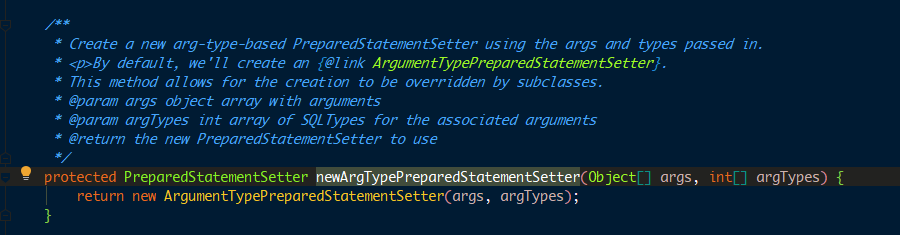 /**
 * Create a new arg-type-based PreparedStatementSetter using the args and types passed in.
 * <p>By default, we'll create an {@link ArgumentTypePreparedStatementSetter}.
 * This method allows for the creation to be overridden by subclasses.
 * @param args object array with arguments
 * @param argTypes int array of SQLTypes for the associated arguments
 * @return the new PreparedStatementSetter to use
 */
protected PreparedStatementSetter newArgTypePreparedStatementSetter(Object[] args, int[] argTypes) {
    return new ArgumentTypePreparedStatementSetter(args, argTypes);
}